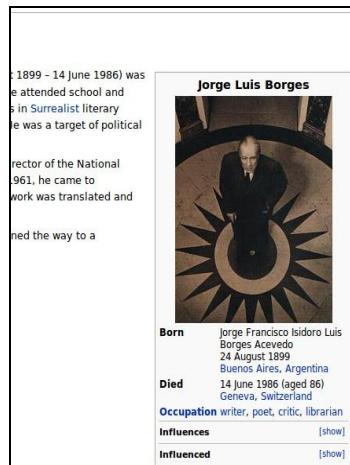 1899 – 14 June 1986) was
e attended school and
s in Surrealist literary
le was a target of political
rector of the National
1961, he came to
work was translated and
ned the way to a
Jorge Luis Borges
Born Jorge Francisco Isidoro Luis
Borges Acevedo
24 August 1899
Buenos Aires, Argentina
Died 14 June 1986 (aged 86)
Geneva, Switzerland
Occupation writer, poet, critic, librarian
Influences [show]
Influenced [show]